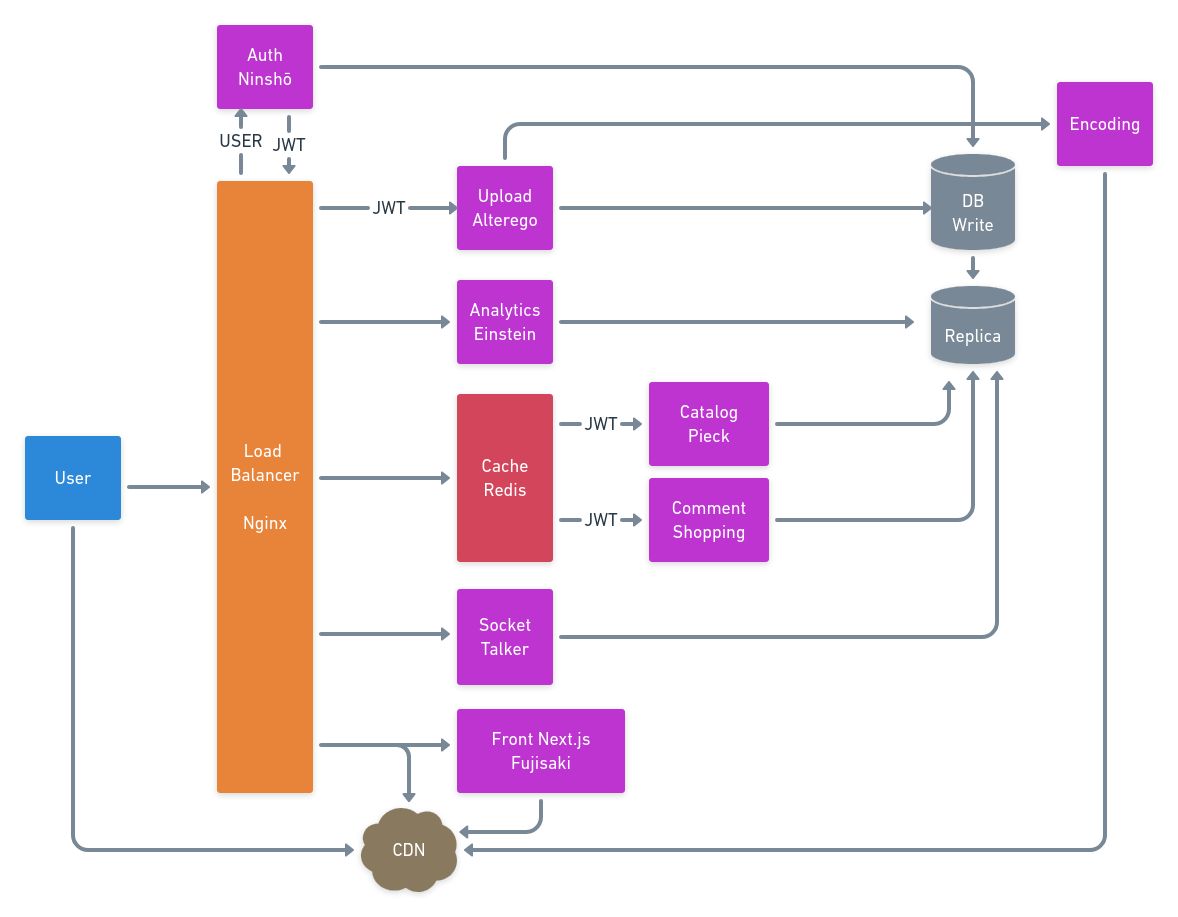 Auth
Ninshō
USER
JWT
Encoding
JWT
Upload
Alterego
DB
Write
Analytics
Einstein
Replica
User
Load
Balancer
Nginx
Cache
Redis
JWT
Catalog
Pieck
JWT
Comment
Shopping
Socket
Talker
Front Next.js
Fujisaki
CDN